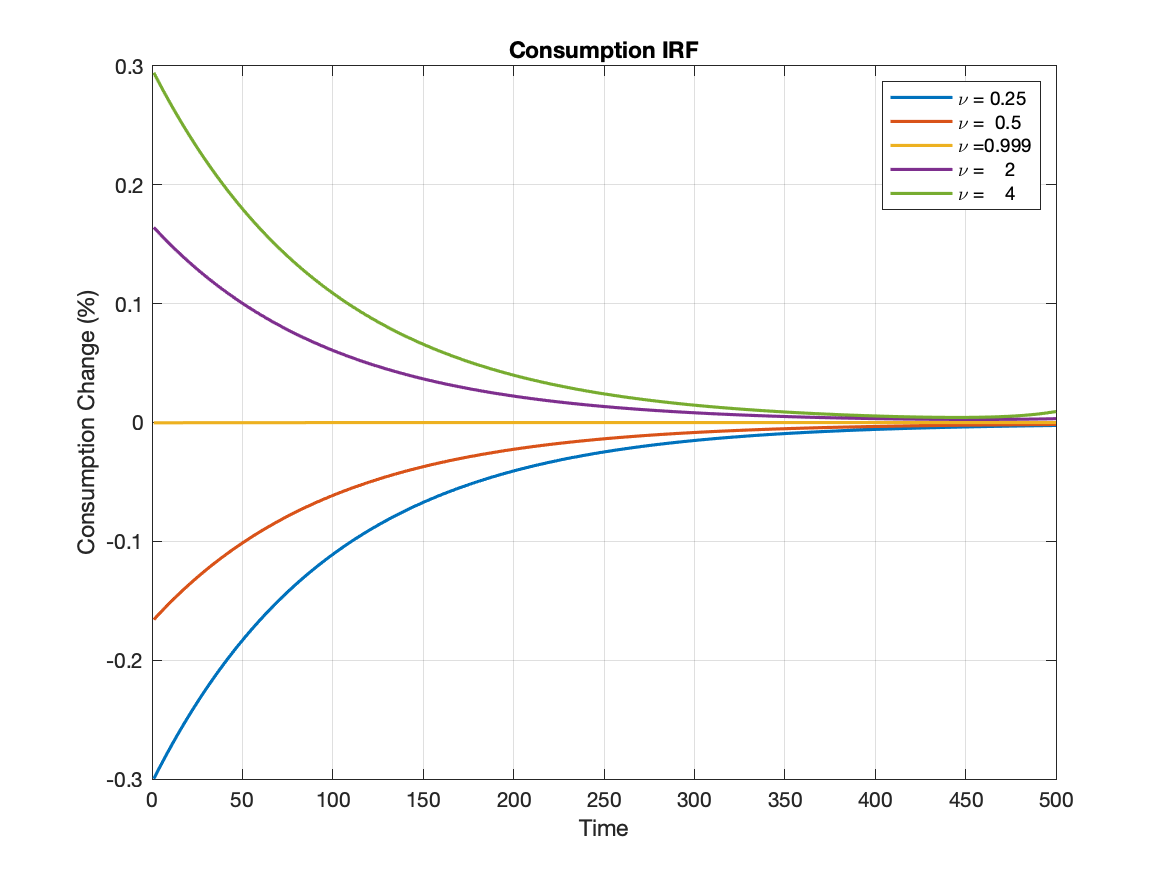 Consumption IRF
ν = 0.25
ν = 0.5
ν =0.999
ν = 2
ν = 4
Consumption Change (%)
0.3
0.2
0.1
0
-0.1
-0.2
-0.3
0 50 100 150 200 250 300 350 400 450 500
Time